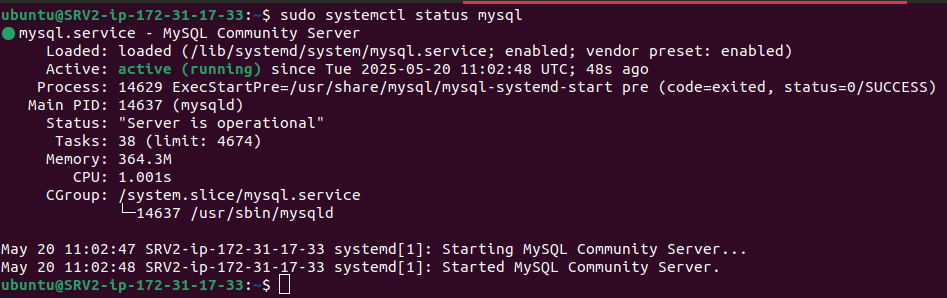 ubuntu@SRV2-ip-172-31-17-33:~$ sudo systemctl status mysql
● mysql.service - MySQL Community Server
     Loaded: loaded (/lib/systemd/system/mysql.service; enabled; vendor preset: enabled)
     Active: active (running) since Tue 2025-05-20 11:02:48 UTC; 48s ago
    Process: 14629 ExecStartPre=/usr/share/mysql/mysql-systemd-start pre (code=exited, status=0/SUCCESS)
   Main PID: 14637 (mysqld)
     Status: "Server is operational"
      Tasks: 38 (limit: 4674)
     Memory: 364.3M
        CPU: 1.001s
     CGroup: /system.slice/mysql.service
             └─14637 /usr/sbin/mysqld
May 20 11:02:47 SRV2-ip-172-31-17-33 systemd[1]: Starting MySQL Community Server...
May 20 11:02:48 SRV2-ip-172-31-17-33 systemd[1]: Started MySQL Community Server.
ubuntu@SRV2-ip-172-31-17-33:~$